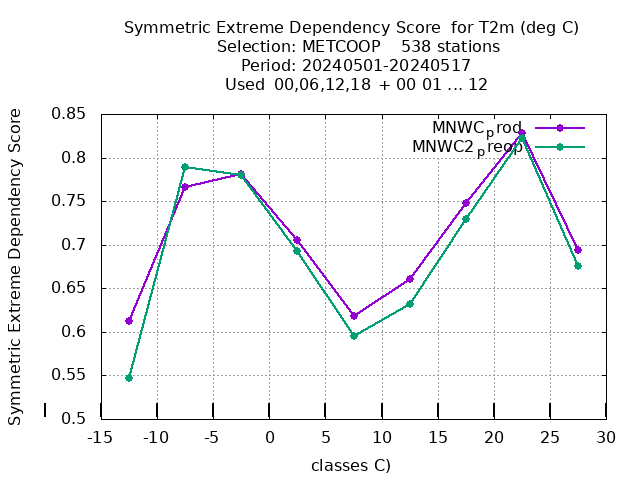 Symmetric Extreme Dependency Score  for T2m (deg C)
Selection: METCOOP    538 stations
Period: 20240501-20240517
Used  00,06,12,18 + 00 01 ... 12
MNWC_prod
MNWC2_preop
Symmetric Extreme Dependency Score
0.85
0.8
0.75
0.7
0.65
0.6
0.55
0.5
-15 -10 -5 0 5 10 15 20 25 30
classes C)